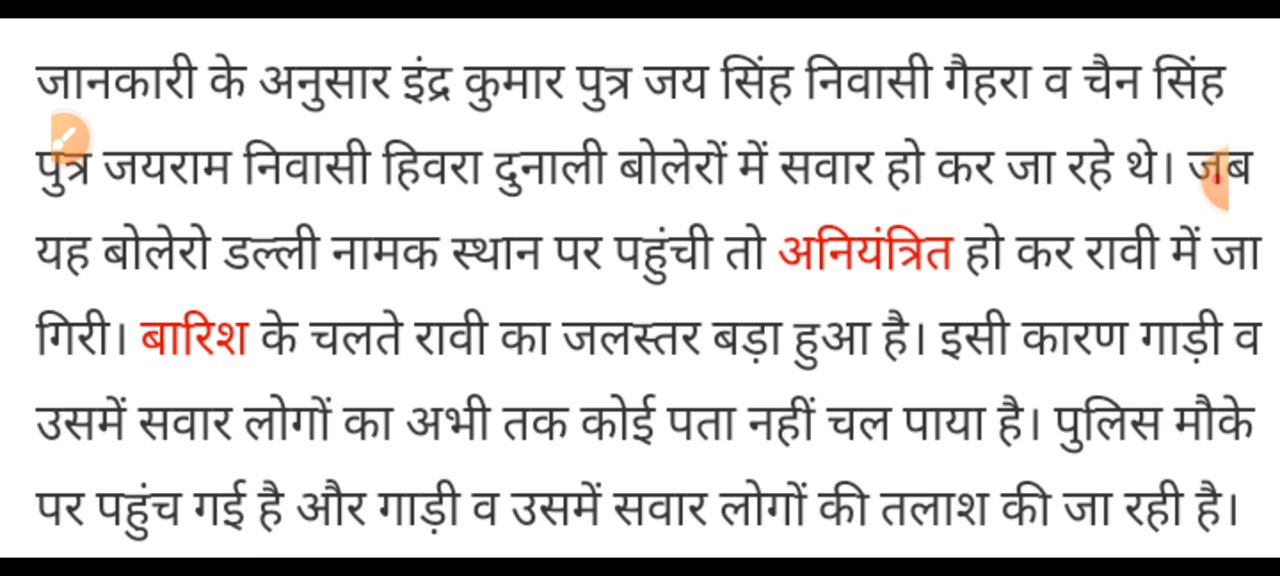 जानकारी के अनुसार इंद्र कुमार पुत्र जय सिंह निवासी गैहरा व चैन सिंह
पुत्र जयराम निवासी हिवरा दुनाली बोलेरों में सवार हो कर जा रहे थे। जब
यह बोलेरो डल्ली नामक स्थान पर पहुंची तो अनियंत्रित हो कर रावी में जा
गिरी। बारिश के चलते रावी का जलस्तर बड़ा हुआ है। इसी कारण गाड़ी व
उसमें सवार लोगों का अभी तक कोई पता नहीं चल पाया है। पुलिस मौके
पर पहुंच गई है और गाड़ी व उसमें सवार लोगों की तलाश की जा रही है।